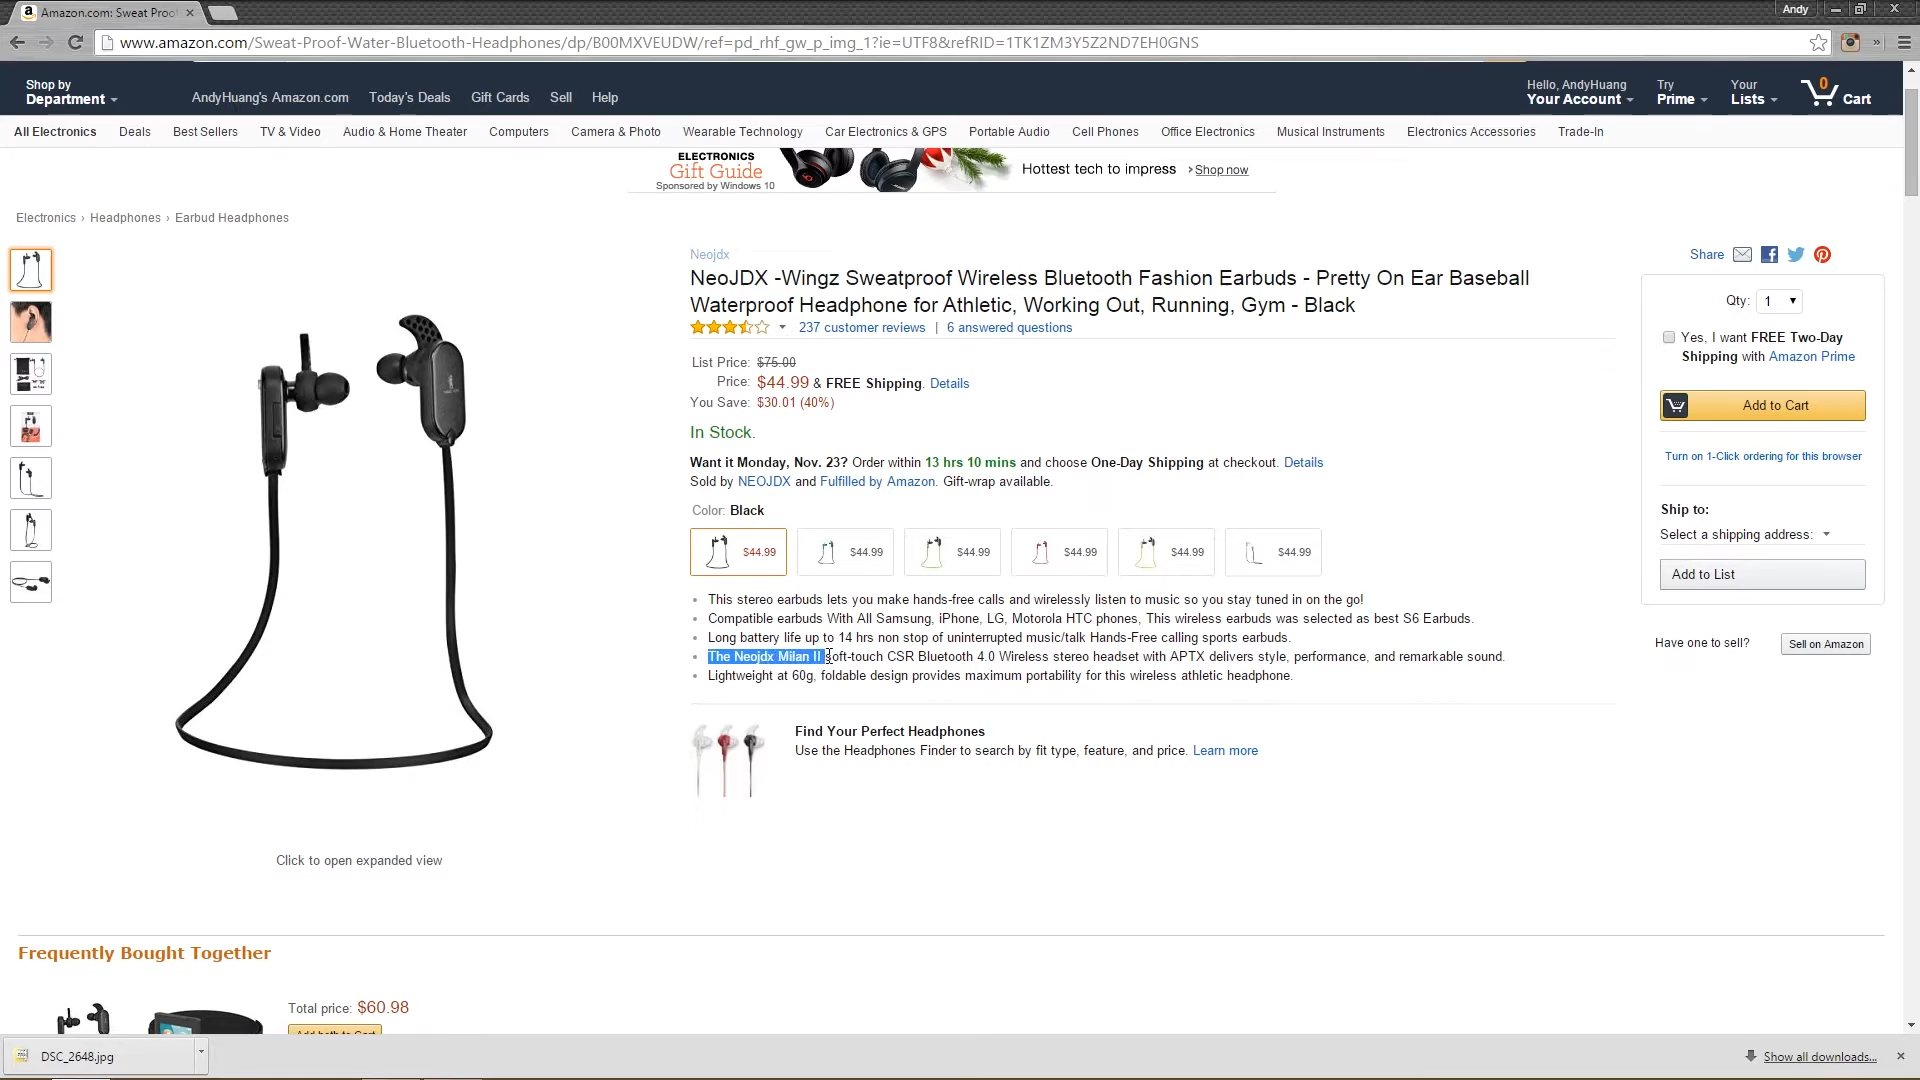 Amazon.com: Sweat Proof
Andy
www.amazon.com/Sweat-Proof-Water-Bluetooth-Headphones/dp/B00MXVEUDW/ref=pd_rhf_gw_p_img_1?ie=UTF8&refRID=1TK1ZM3Y5Z2ND7EH0GNS
Shop by
Department
AndyHuang's Amazon.com Today's Deals Gift Cards Sell Help
Hello, AndyHuang
Your Account
Try
Prime
Your
Lists
0
Cart
All Electronics Deals Best Sellers TV & Video Audio & Home Theater Computers Camera & Photo Wearable Technology Car Electronics & GPS Portable Audio Cell Phones Office Electronics Musical Instruments Electronics Accessories Trade-In
ELECTRONICS
Gift Guide
Sponsored by Windows 10
Hottest tech to impress › Shop now
Electronics › Headphones › Earbud Headphones
Neojdx
NeoJDX -Wingz Sweatproof Wireless Bluetooth Fashion Earbuds - Pretty On Ear Baseball
Waterproof Headphone for Athletic, Working Out, Running, Gym - Black
237 customer reviews | 6 answered questions
List Price: $75.00
Price: $44.99 & FREE Shipping. Details
You Save: $30.01 (40%)
In Stock.
Want it Monday, Nov. 23? Order within 13 hrs 10 mins and choose One-Day Shipping at checkout. Details
Sold by NEOJDX and Fulfilled by Amazon. Gift-wrap available.
Color: Black
$44.99 $44.99 $44.99 $44.99 $44.99 $44.99
• This stereo earbuds lets you make hands-free calls and wirelessly listen to music so you stay tuned in on the go!
• Compatible earbuds With All Samsung, iPhone, LG, Motorola HTC phones, This wireless earbuds was selected as best S6 Earbuds.
• Long battery life up to 14 hrs non stop of uninterrupted music/talk Hands-Free calling sports earbuds.
• The Neojdx Milan II soft-touch CSR Bluetooth 4.0 Wireless stereo headset with APTX delivers style, performance, and remarkable sound.
• Lightweight at 60g, foldable design provides maximum portability for this wireless athletic headphone.
Find Your Perfect Headphones
Use the Headphones Finder to search by fit type, feature, and price. Learn more
Share
Qty: 1
Yes, I want FREE Two-Day
Shipping with Amazon Prime
Add to Cart
Turn on 1-Click ordering for this browser
Ship to:
Select a shipping address:
Add to List
Have one to sell? Sell on Amazon
Click to open expanded view
Frequently Bought Together
Total price: $60.98
Add both to Cart
DSC_2648.jpg
Show all downloads...